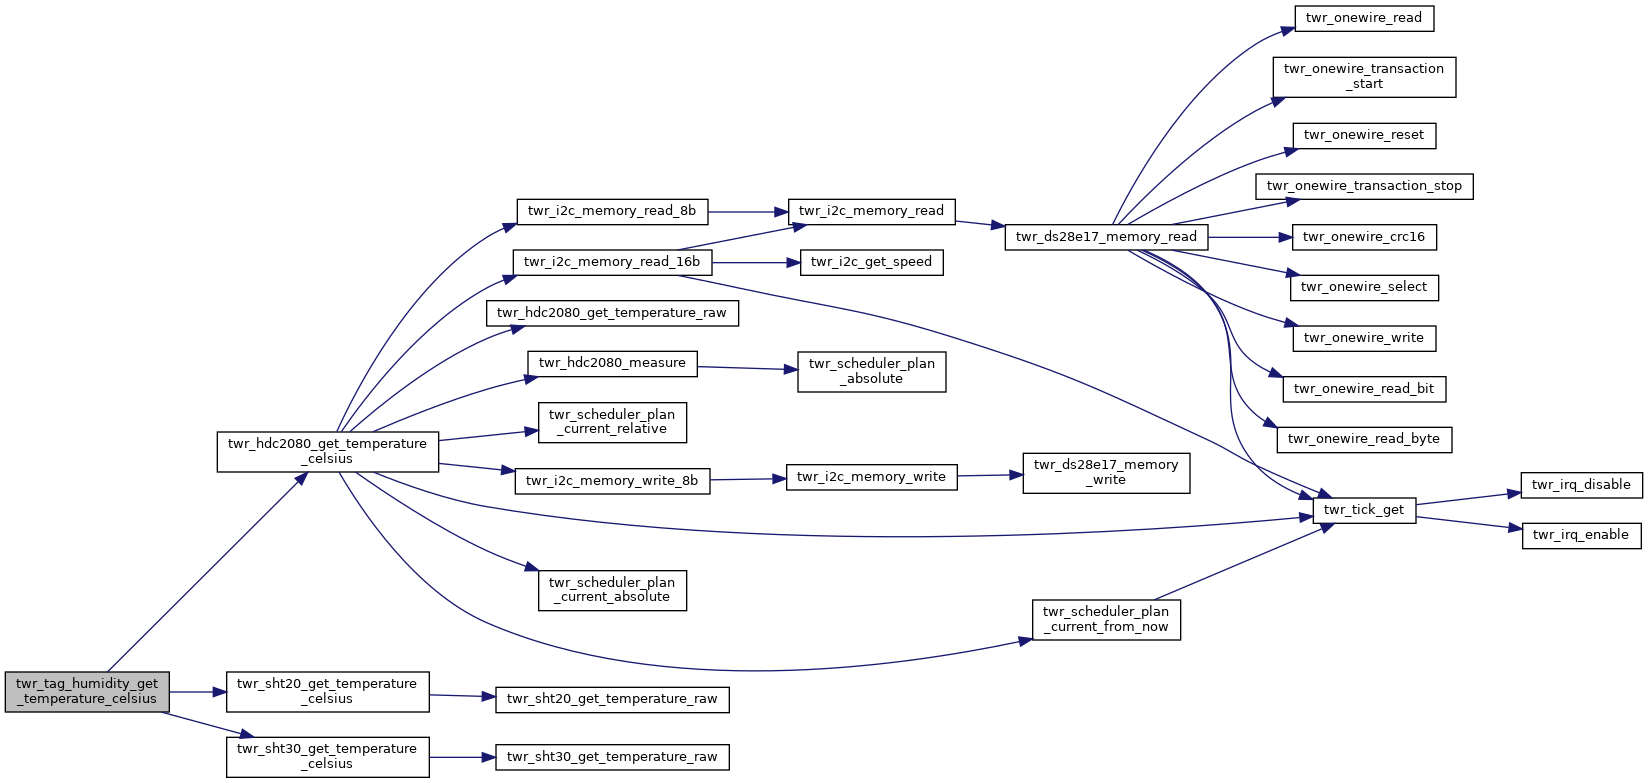 twr_onewire_read
twr_onewire_transaction
_start
twr_onewire_reset
twr_onewire_transaction_stop
twr_i2c_memory_read_8b
twr_i2c_memory_read
twr_ds28e17_memory_read
twr_onewire_crc16
twr_i2c_memory_read_16b
twr_i2c_get_speed
twr_onewire_select
twr_hdc2080_get_temperature_raw
twr_onewire_write
twr_hdc2080_measure
twr_scheduler_plan
_absolute
twr_onewire_read_bit
twr_scheduler_plan
_current_relative
twr_hdc2080_get_temperature
_celsius
twr_onewire_read_byte
twr_i2c_memory_write_8b
twr_i2c_memory_write
twr_ds28e17_memory
_write
twr_irq_disable
twr_tick_get
twr_irq_enable
twr_scheduler_plan
_current_absolute
twr_scheduler_plan
_current_from_now
twr_tag_humidity_get
_temperature_celsius
twr_sht20_get_temperature
_celsius
twr_sht20_get_temperature_raw
twr_sht30_get_temperature
_celsius
twr_sht30_get_temperature_raw